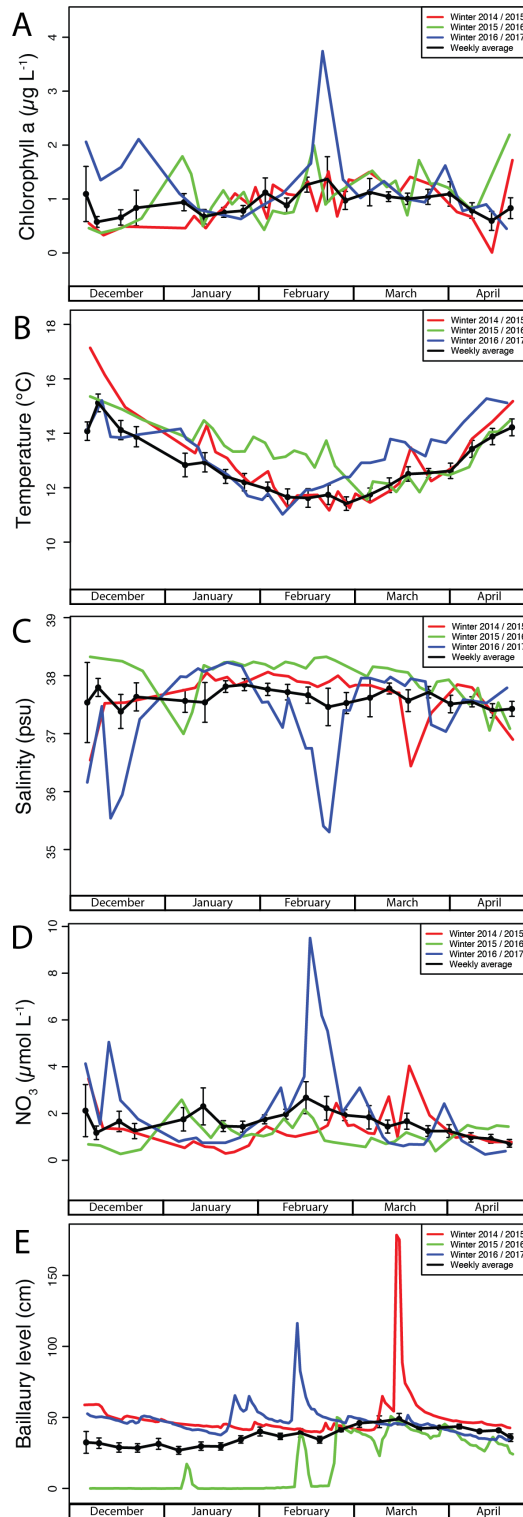 A
Chlorophyll a (µg L⁻¹)
4
3
2
1
0
Winter 2014 / 2015
Winter 2015 / 2016
Winter 2016 / 2017
Weekly average
December January February March April
B
Temperature (°C)
18
16
14
12
10
Winter 2014 / 2015
Winter 2015 / 2016
Winter 2016 / 2017
Weekly average
December January February March April
C
Salinity (psu)
39
38
37
36
35
Winter 2014 / 2015
Winter 2015 / 2016
Winter 2016 / 2017
Weekly average
December January February March April
D
NO₃ (µmol L⁻¹)
10
8
6
4
2
0
Winter 2014 / 2015
Winter 2015 / 2016
Winter 2016 / 2017
Weekly average
December January February March April
E
Baillaury level (cm)
150
100
50
0
Winter 2014 / 2015
Winter 2015 / 2016
Winter 2016 / 2017
Weekly average
December January February March April